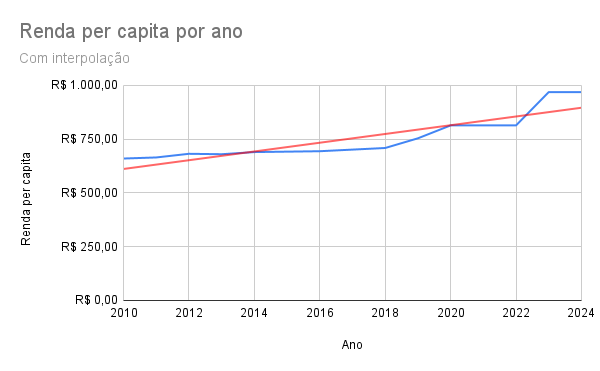 Renda per capita por ano
Com interpolação
R$ 1.000,00
R$ 750,00
R$ 500,00
R$ 250,00
R$ 0,00
Renda per capita
2010 2012 2014 2016 2018 2020 2022 2024
Ano